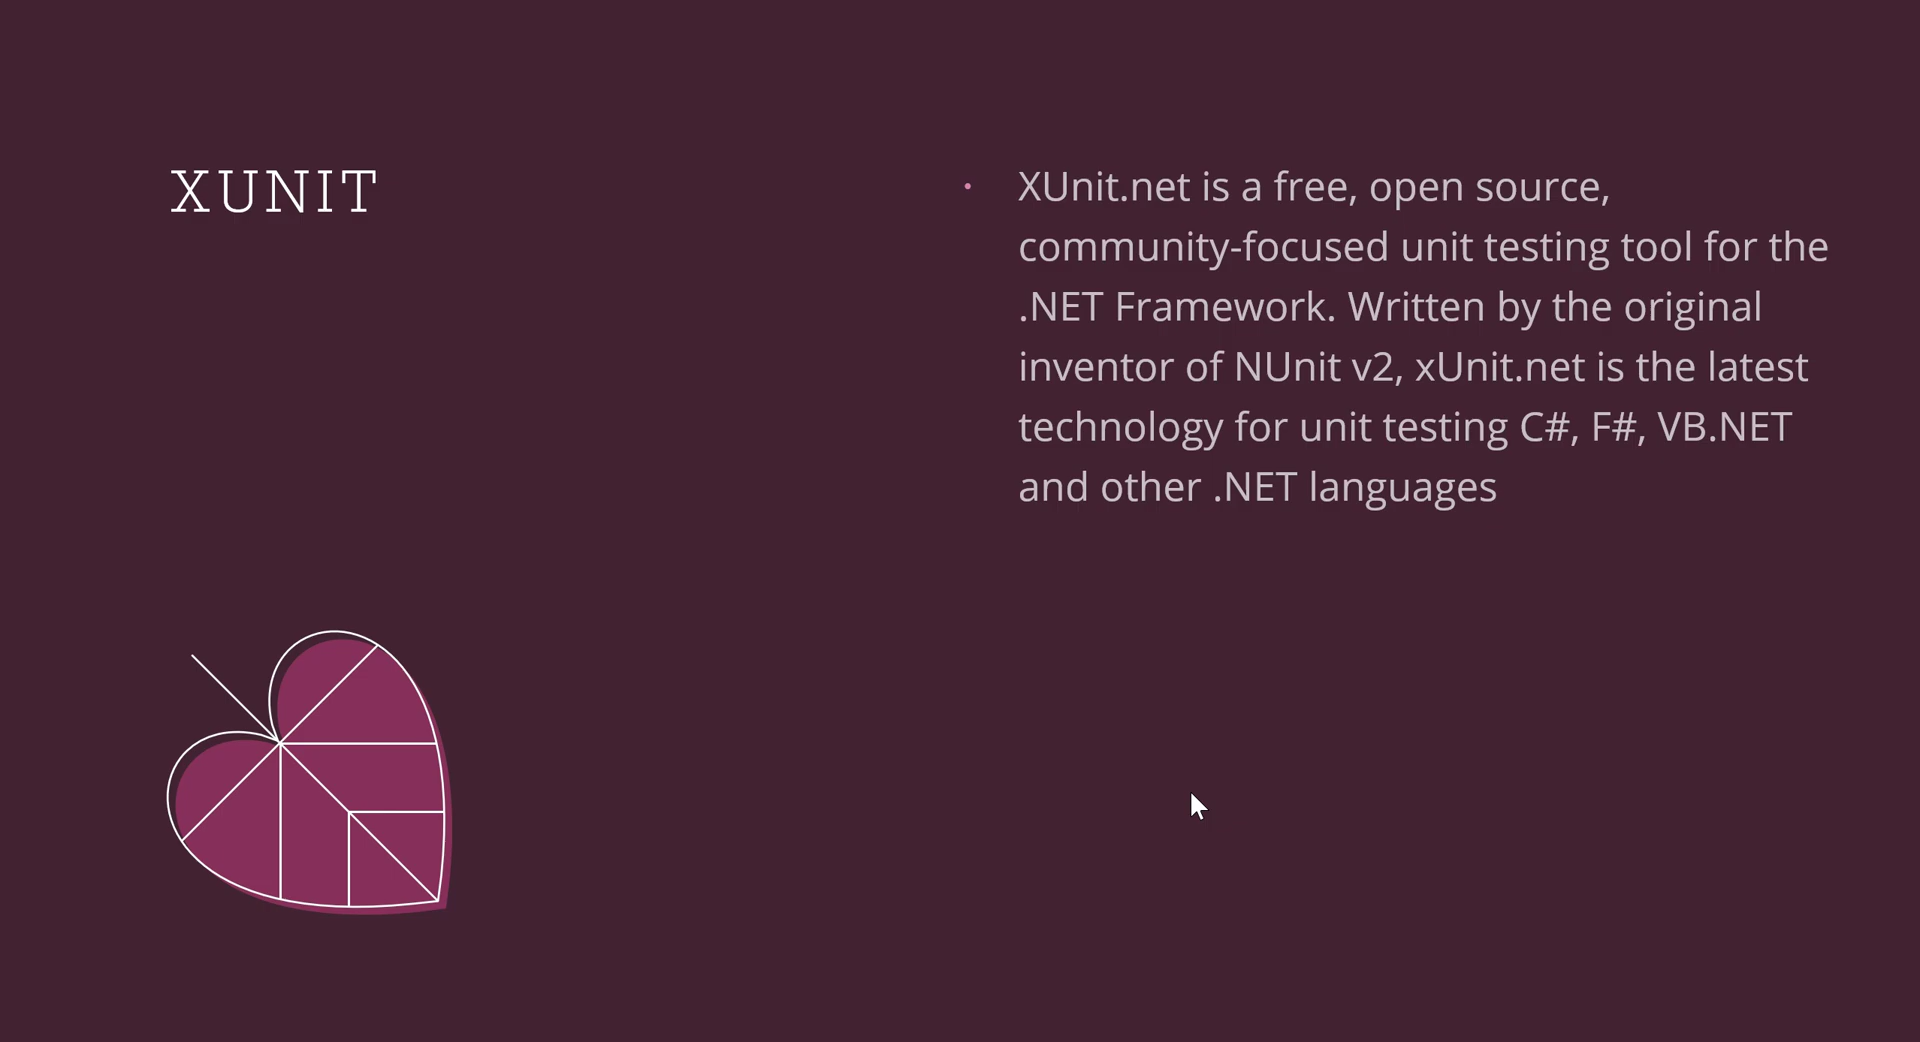 XUNIT
• XUnit.net is a free, open source,
community-focused unit testing tool for the
.NET Framework. Written by the original
inventor of NUnit v2, xUnit.net is the latest
technology for unit testing C#, F#, VB.NET
and other .NET languages